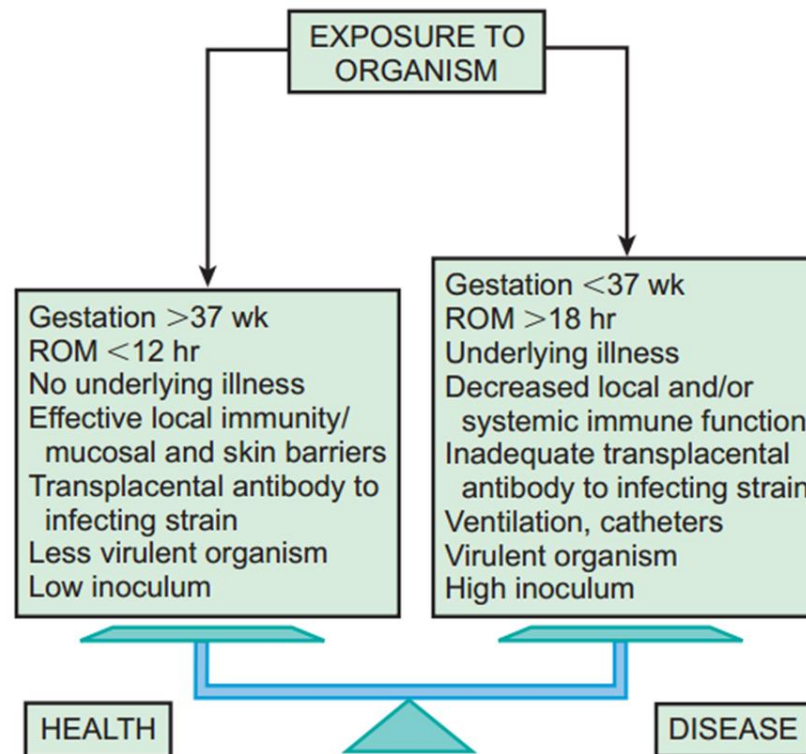 EXPOSURE TO
ORGANISM
Gestation >37 wk
ROM <12 hr
No underlying illness
Effective local immunity/
mucosal and skin barriers
Transplacental antibody to
infecting strain
Less virulent organism
Low inoculum
Gestation <37 wk
ROM >18 hr
Underlying illness
Decreased local and/or
systemic immune function
Inadequate transplacental
antibody to infecting strain
Ventilation, catheters
Virulent organism
High inoculum
HEALTH
DISEASE